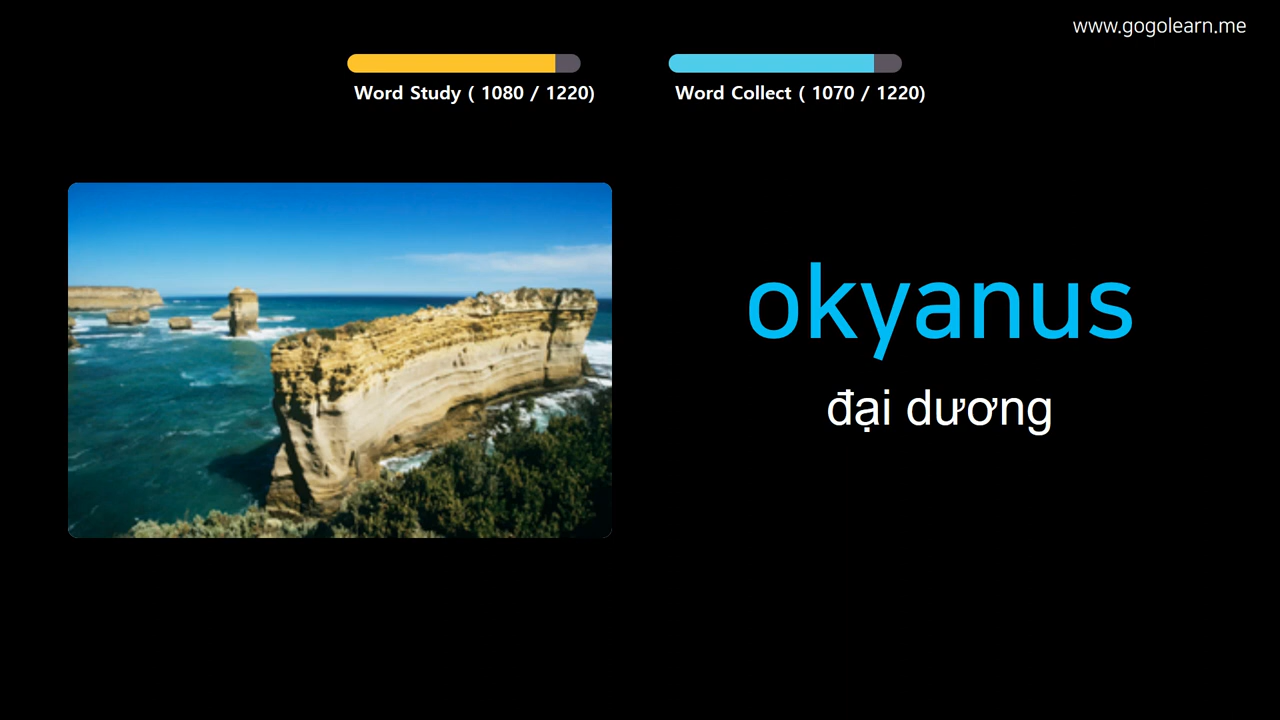 www.gogolearn.me
Word Study ( 1080 / 1220)
Word Collect ( 1070 / 1220)
okyanus
đại dương